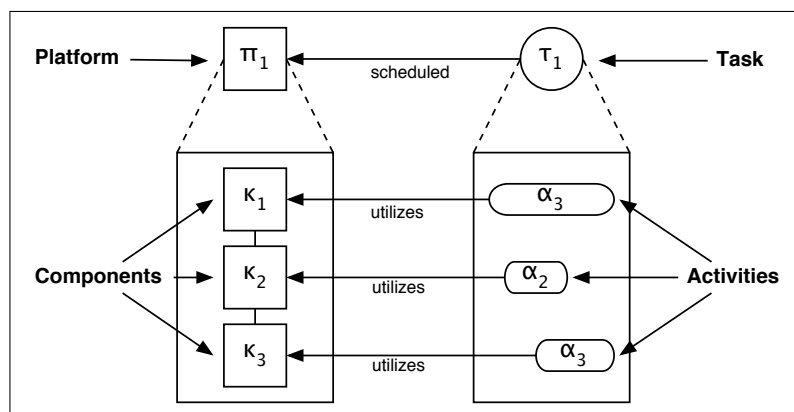 Platform π₁ scheduled τ₁ Task
κ₁ utilizes α₃
Components κ₂ utilizes α₂ Activities
κ₃ utilizes α₃